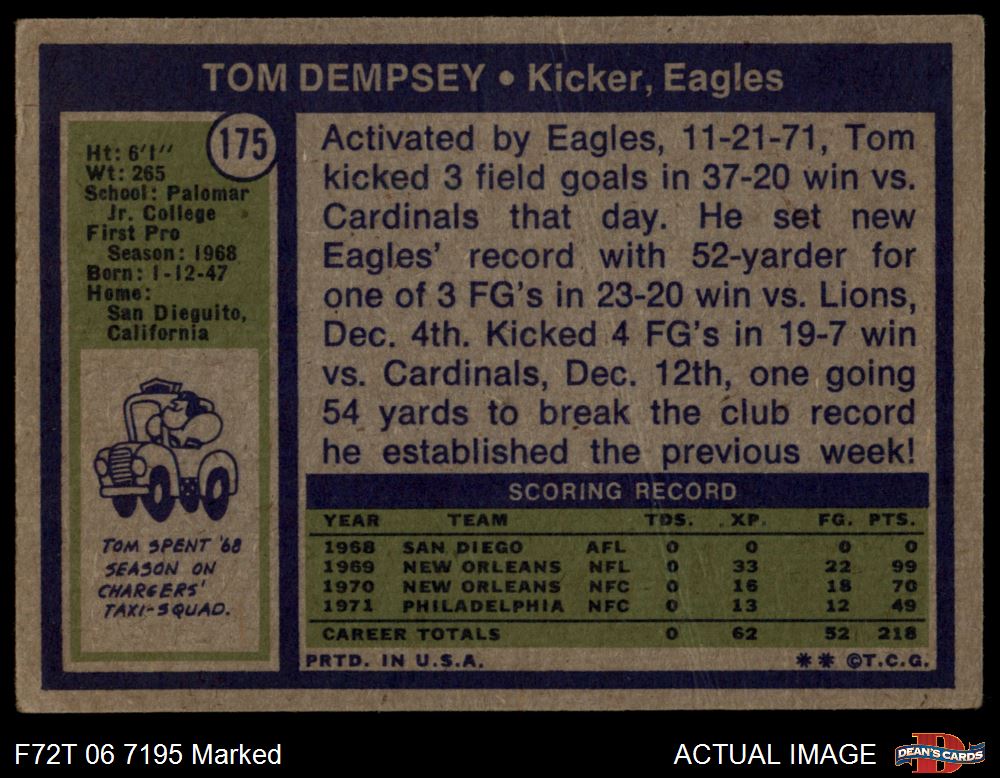 TOM DEMPSEY • Kicker, Eagles
175
Ht: 6'1"
Wt: 265
School: Palomar
Jr. College
First Pro
Season: 1968
Born: 1-12-47
Home:
San Dieguito,
California
TOM SPENT '68
SEASON ON
CHARGERS'
TAXI-SQUAD.
Activated by Eagles, 11-21-71, Tom
kicked 3 field goals in 37-20 win vs.
Cardinals that day. He set new
Eagles' record with 52-yarder for
one of 3 FG's in 23-20 win vs. Lions,
Dec. 4th. Kicked 4 FG's in 19-7 win
vs. Cardinals, Dec. 12th, one going
54 yards to break the club record
he established the previous week!
SCORING RECORD
YEAR TEAM TDS. XP. FG. PTS.
1968 SAN DIEGO AFL 0 0 0 0
1969 NEW ORLEANS NFL 0 33 22 99
1970 NEW ORLEANS NFC 0 16 18 70
1971 PHILADELPHIA NFC 0 13 12 49
CAREER TOTALS 0 62 52 218
PRTD. IN U.S.A. ** ©T.C.G.
F72T 06 7195 Marked
ACTUAL IMAGE
DEAN'S CARDS